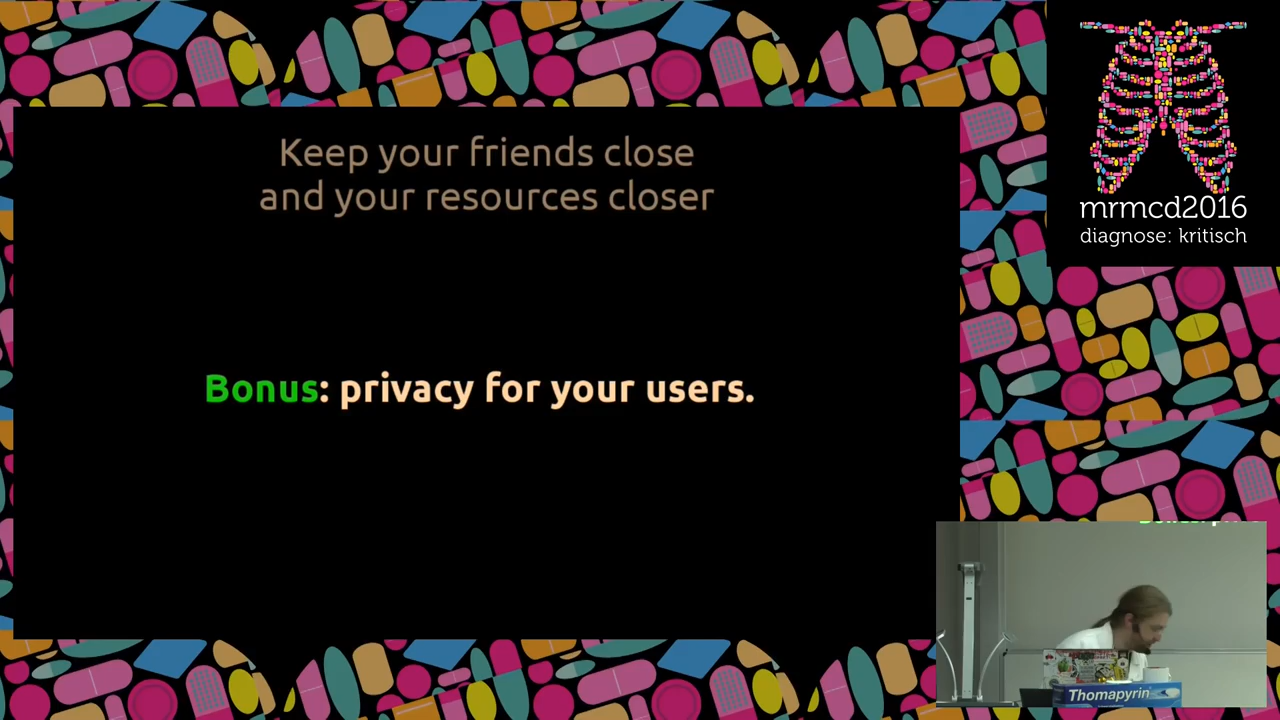 Keep your friends close
and your resources closer
Bonus: privacy for your users.
mrmcd2016
diagnose: kritisch
Thomapyrin